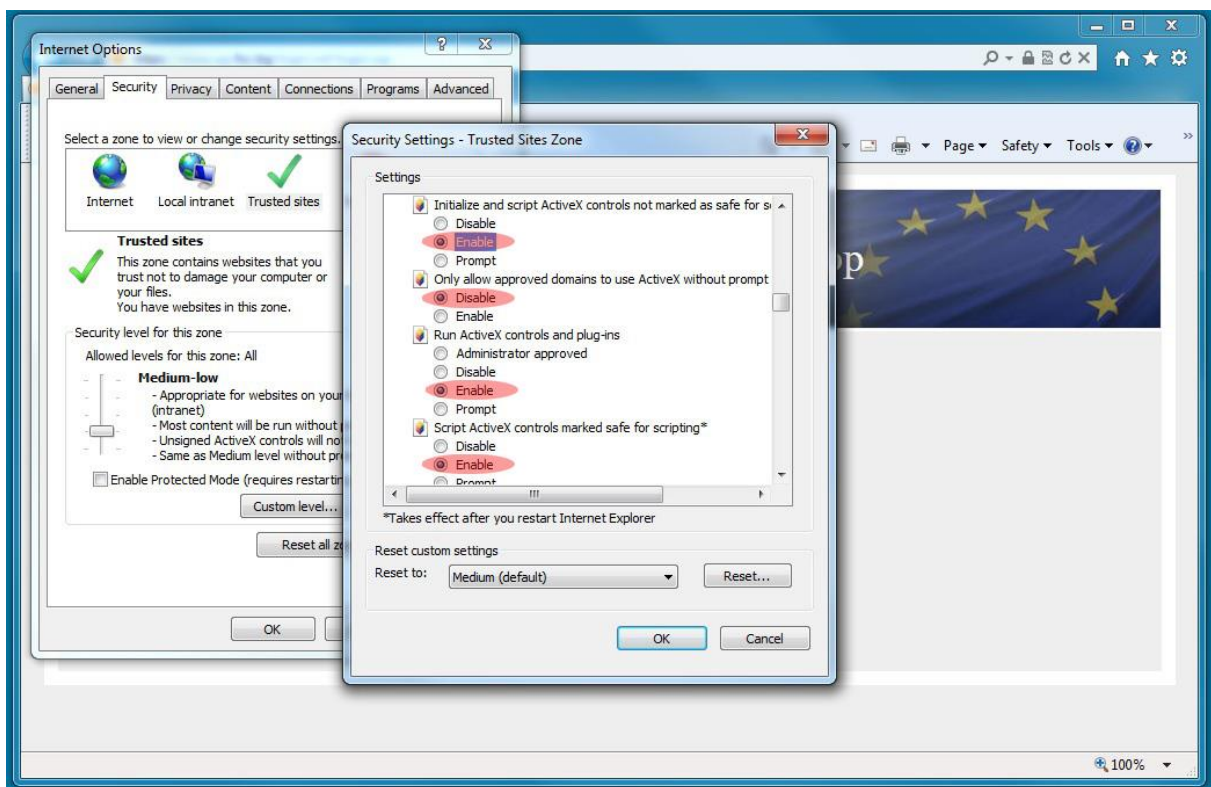 Internet Options
General Security Privacy Content Connections Programs Advanced
Select a zone to view or change security settings.
Internet Local intranet Trusted sites
Trusted sites
This zone contains websites that you
trust not to damage your computer or
your files.
You have websites in this zone.
Security level for this zone
Allowed levels for this zone: All
Medium-low
- Appropriate for websites on your
(intranet)
- Most content will be run without
- Unsigned ActiveX controls will no
- Same as Medium level without
Enable Protected Mode (requires
Custom level...
Reset all
OK
Security Settings - Trusted Sites Zone
Settings
Initialize and script ActiveX controls not marked as safe for
Disable
Enable
Prompt
Only allow approved domains to use ActiveX without prompt
Disable
Enable
Run ActiveX controls and plug-ins
Administrator approved
Disable
Enable
Prompt
Script ActiveX controls marked safe for scripting*
Disable
Enable
Prompt
*Takes effect after you restart Internet Explorer
Reset custom settings
Reset to: Medium (default) Reset...
OK Cancel
Page Safety Tools
op
100%